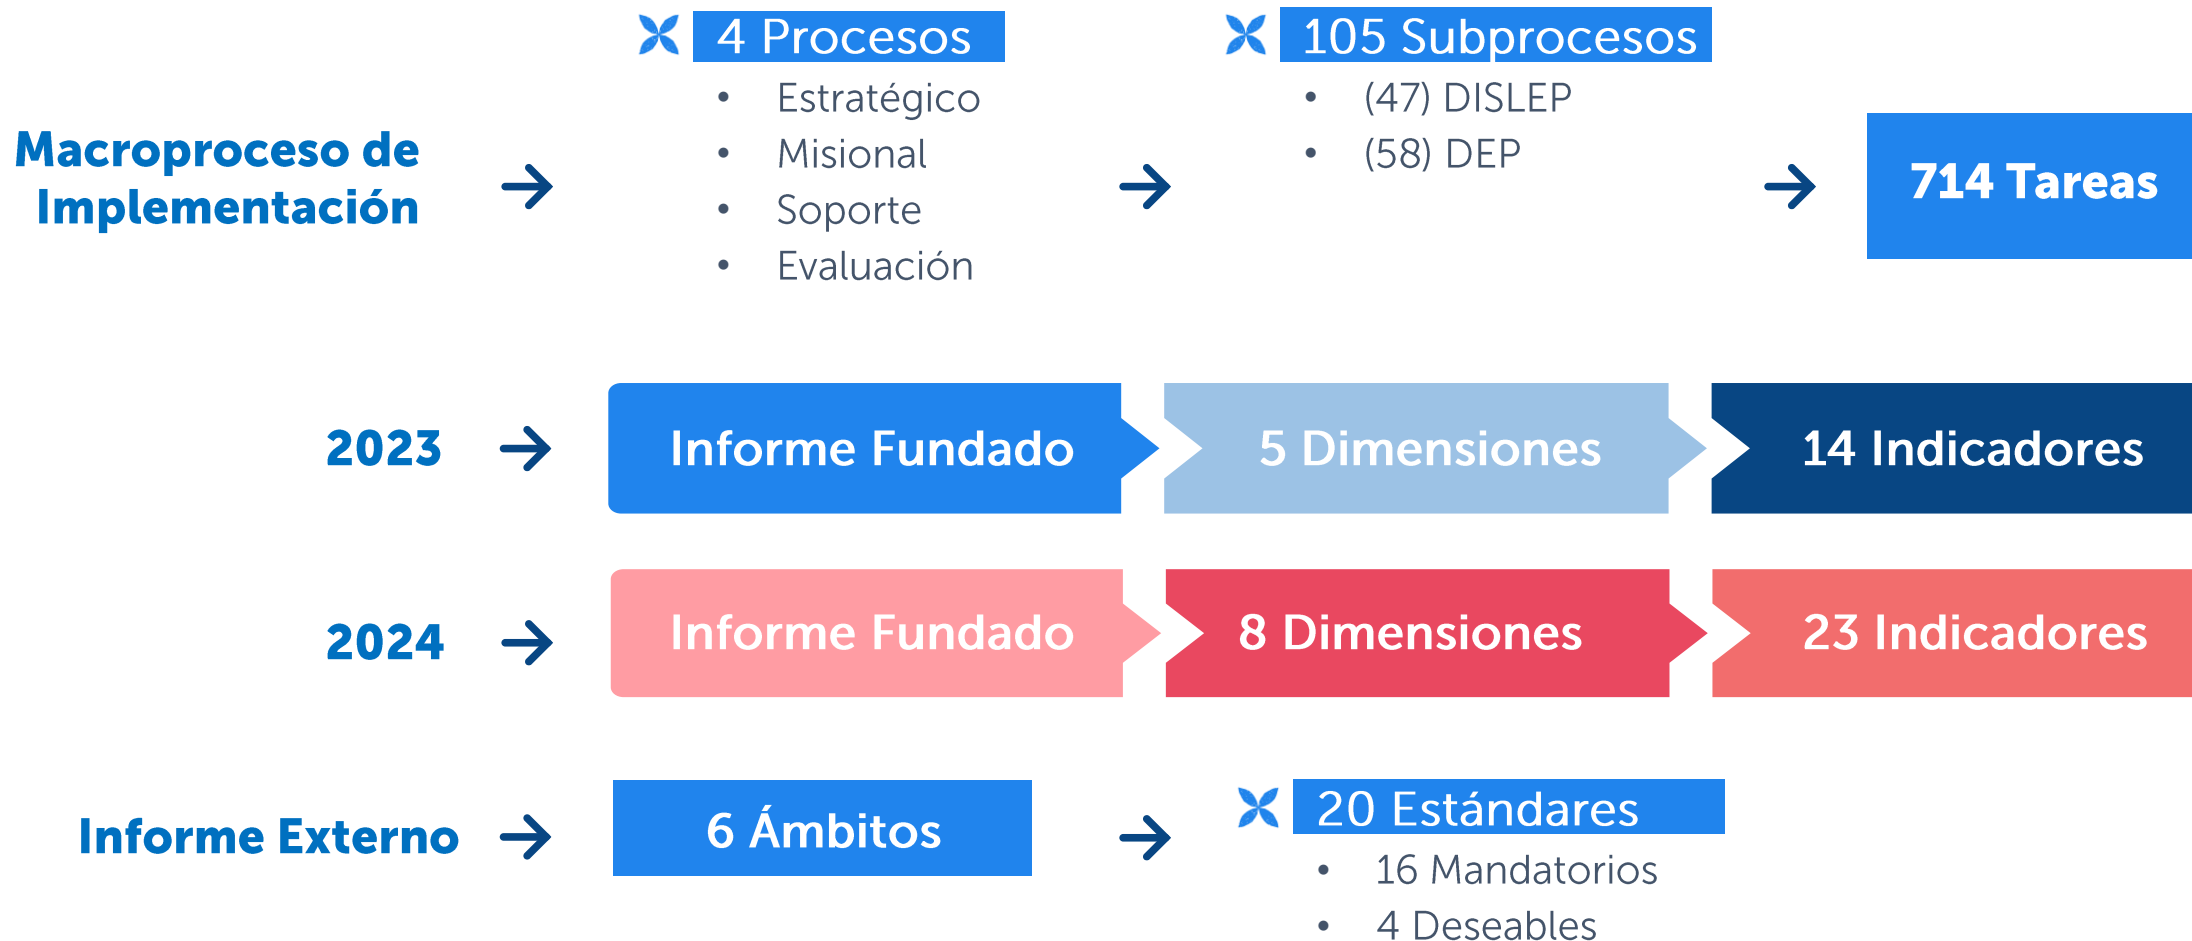 Macroproceso de
Implementación
4 Procesos
• Estratégico
• Misional
• Soporte
• Evaluación
105 Subprocesos
• (47) DISLEP
• (58) DEP
714 Tareas
2023
Informe Fundado
5 Dimensiones
14 Indicadores
2024
Informe Fundado
8 Dimensiones
23 Indicadores
Informe Externo
6 Ámbitos
20 Estándares
• 16 Mandatorios
• 4 Deseables